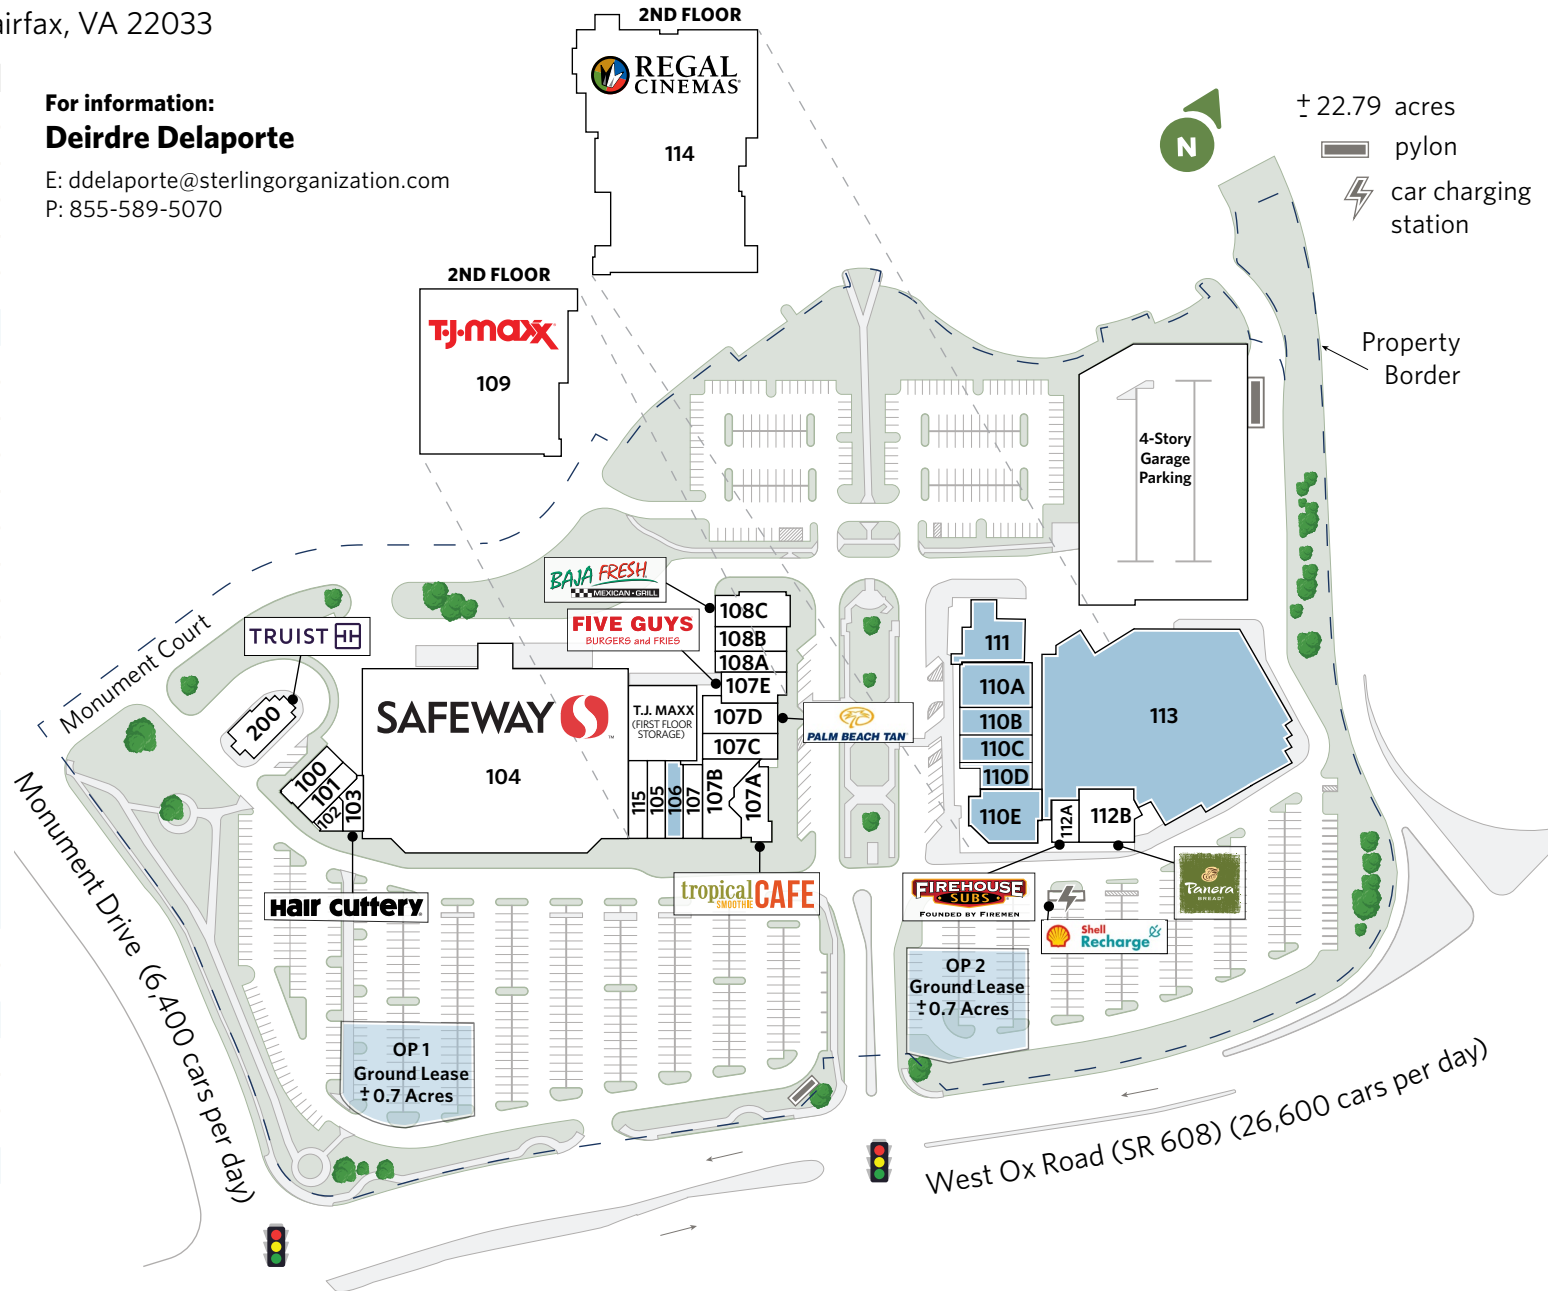 airfax, VA 22033
For information:
Deirdre Delaporte
E: ddelaporte@sterlingorganization.com
P: 855-589-5070
2ND FLOOR
REGAL
CINEMAS
114
2ND FLOOR
T·J·maxx
109
N
± 22.79 acres
pylon
car charging
station
Property
Border
4-Story
Garage
Parking
Monument Court
TRUIST
200
100
101
102
103
SAFEWAY
104
T.J. MAXX
(FIRST FLOOR
STORAGE)
115
105
106
107
107B
107A
107C
107D
107E
108A
108B
108C
BAJA FRESH
MEXICAN • GRILL
FIVE GUYS
BURGERS and FRIES
PALM BEACH TAN
111
110A
110B
110C
110D
110E
113
112A
112B
Hair Cuttery
tropical
SMOOTHIE
CAFE
FIREHOUSE
SUBS
FOUNDED BY FIREMEN
Shell
Recharge
Panera
BREAD
OP 1
Ground Lease
± 0.7 Acres
OP 2
Ground Lease
± 0.7 Acres
Monument Drive (6,400 cars per day)
West Ox Road (SR 608) (26,600 cars per day)